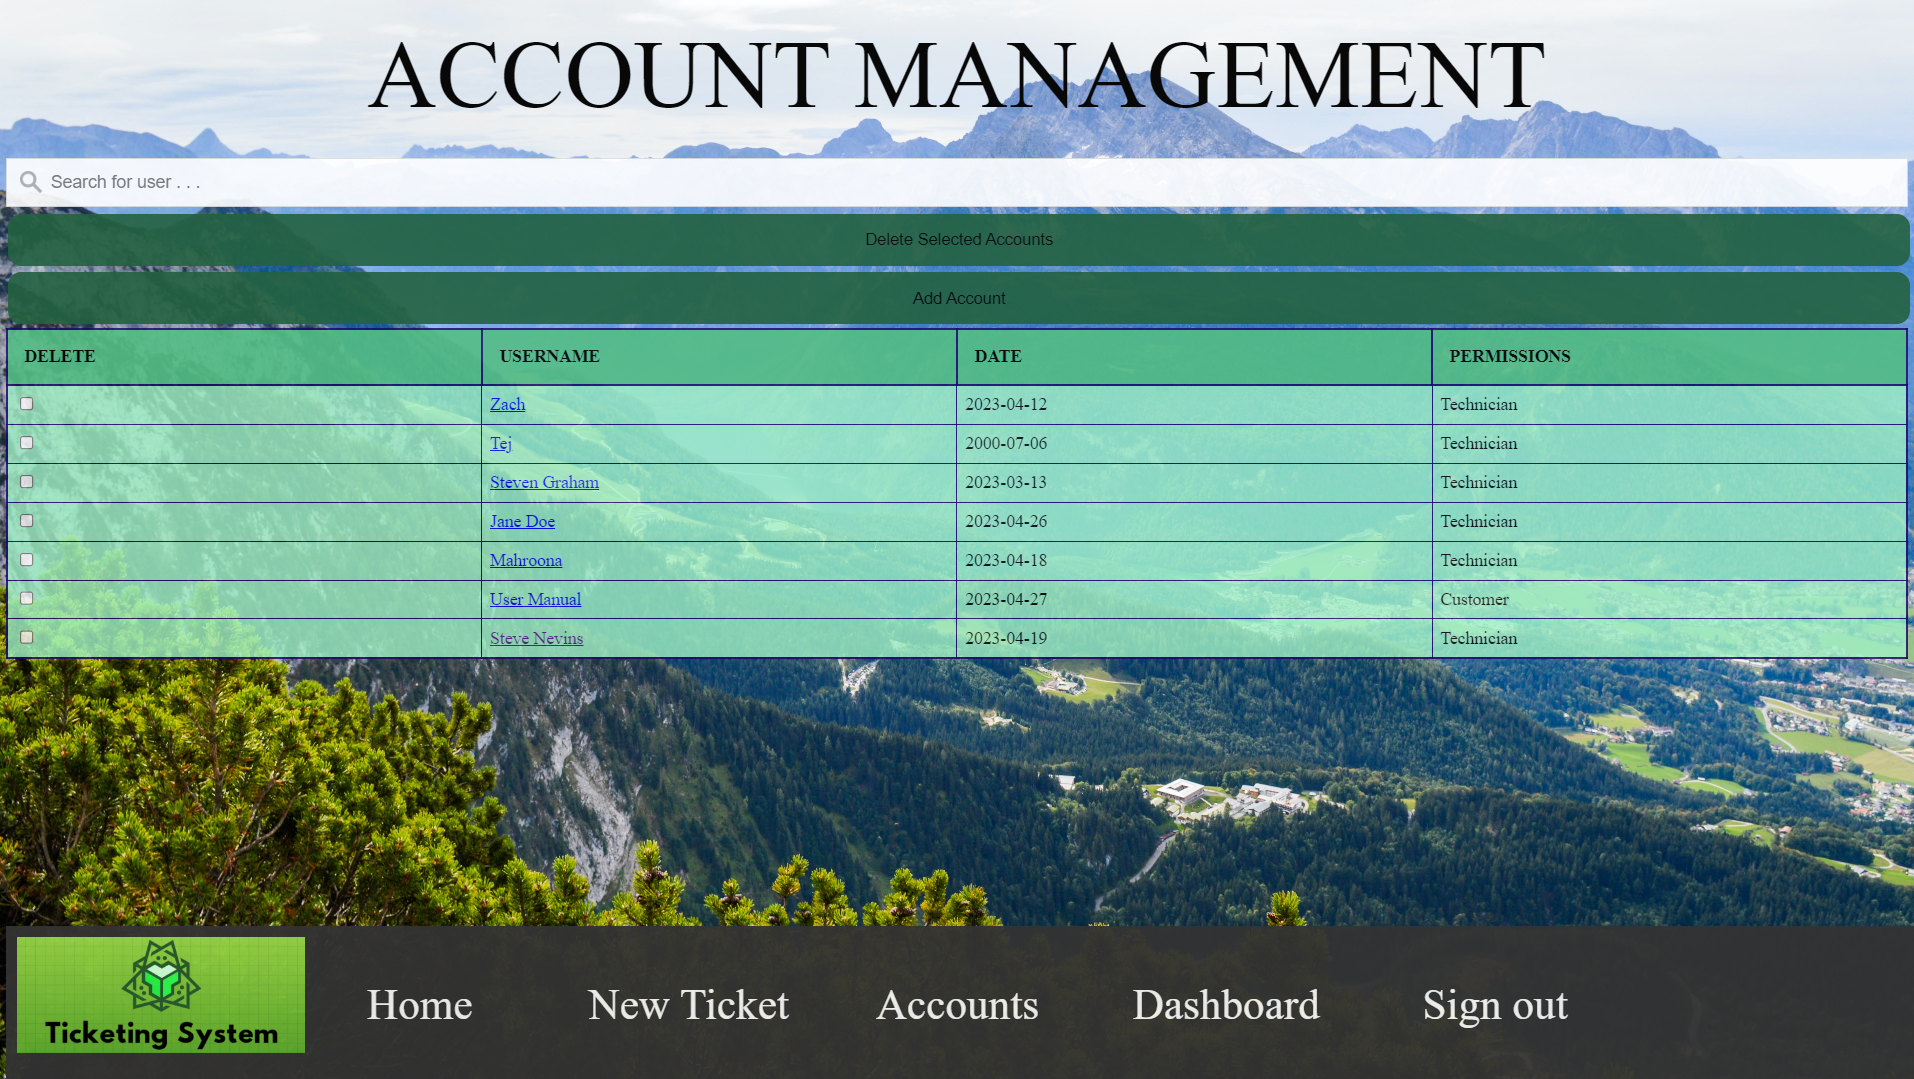 ACCOUNT MANAGEMENT
Search for user . . .
Delete Selected Accounts
Add Account
DELETE USERNAME DATE PERMISSIONS
Zach 2023-04-12 Technician
Tej 2000-07-06 Technician
Steven Graham 2023-03-13 Technician
Jane Doe 2023-04-26 Technician
Mahroona 2023-04-18 Technician
User Manual 2023-04-27 Customer
Steve Nevins 2023-04-19 Technician
Ticketing System
Home New Ticket Accounts Dashboard Sign out